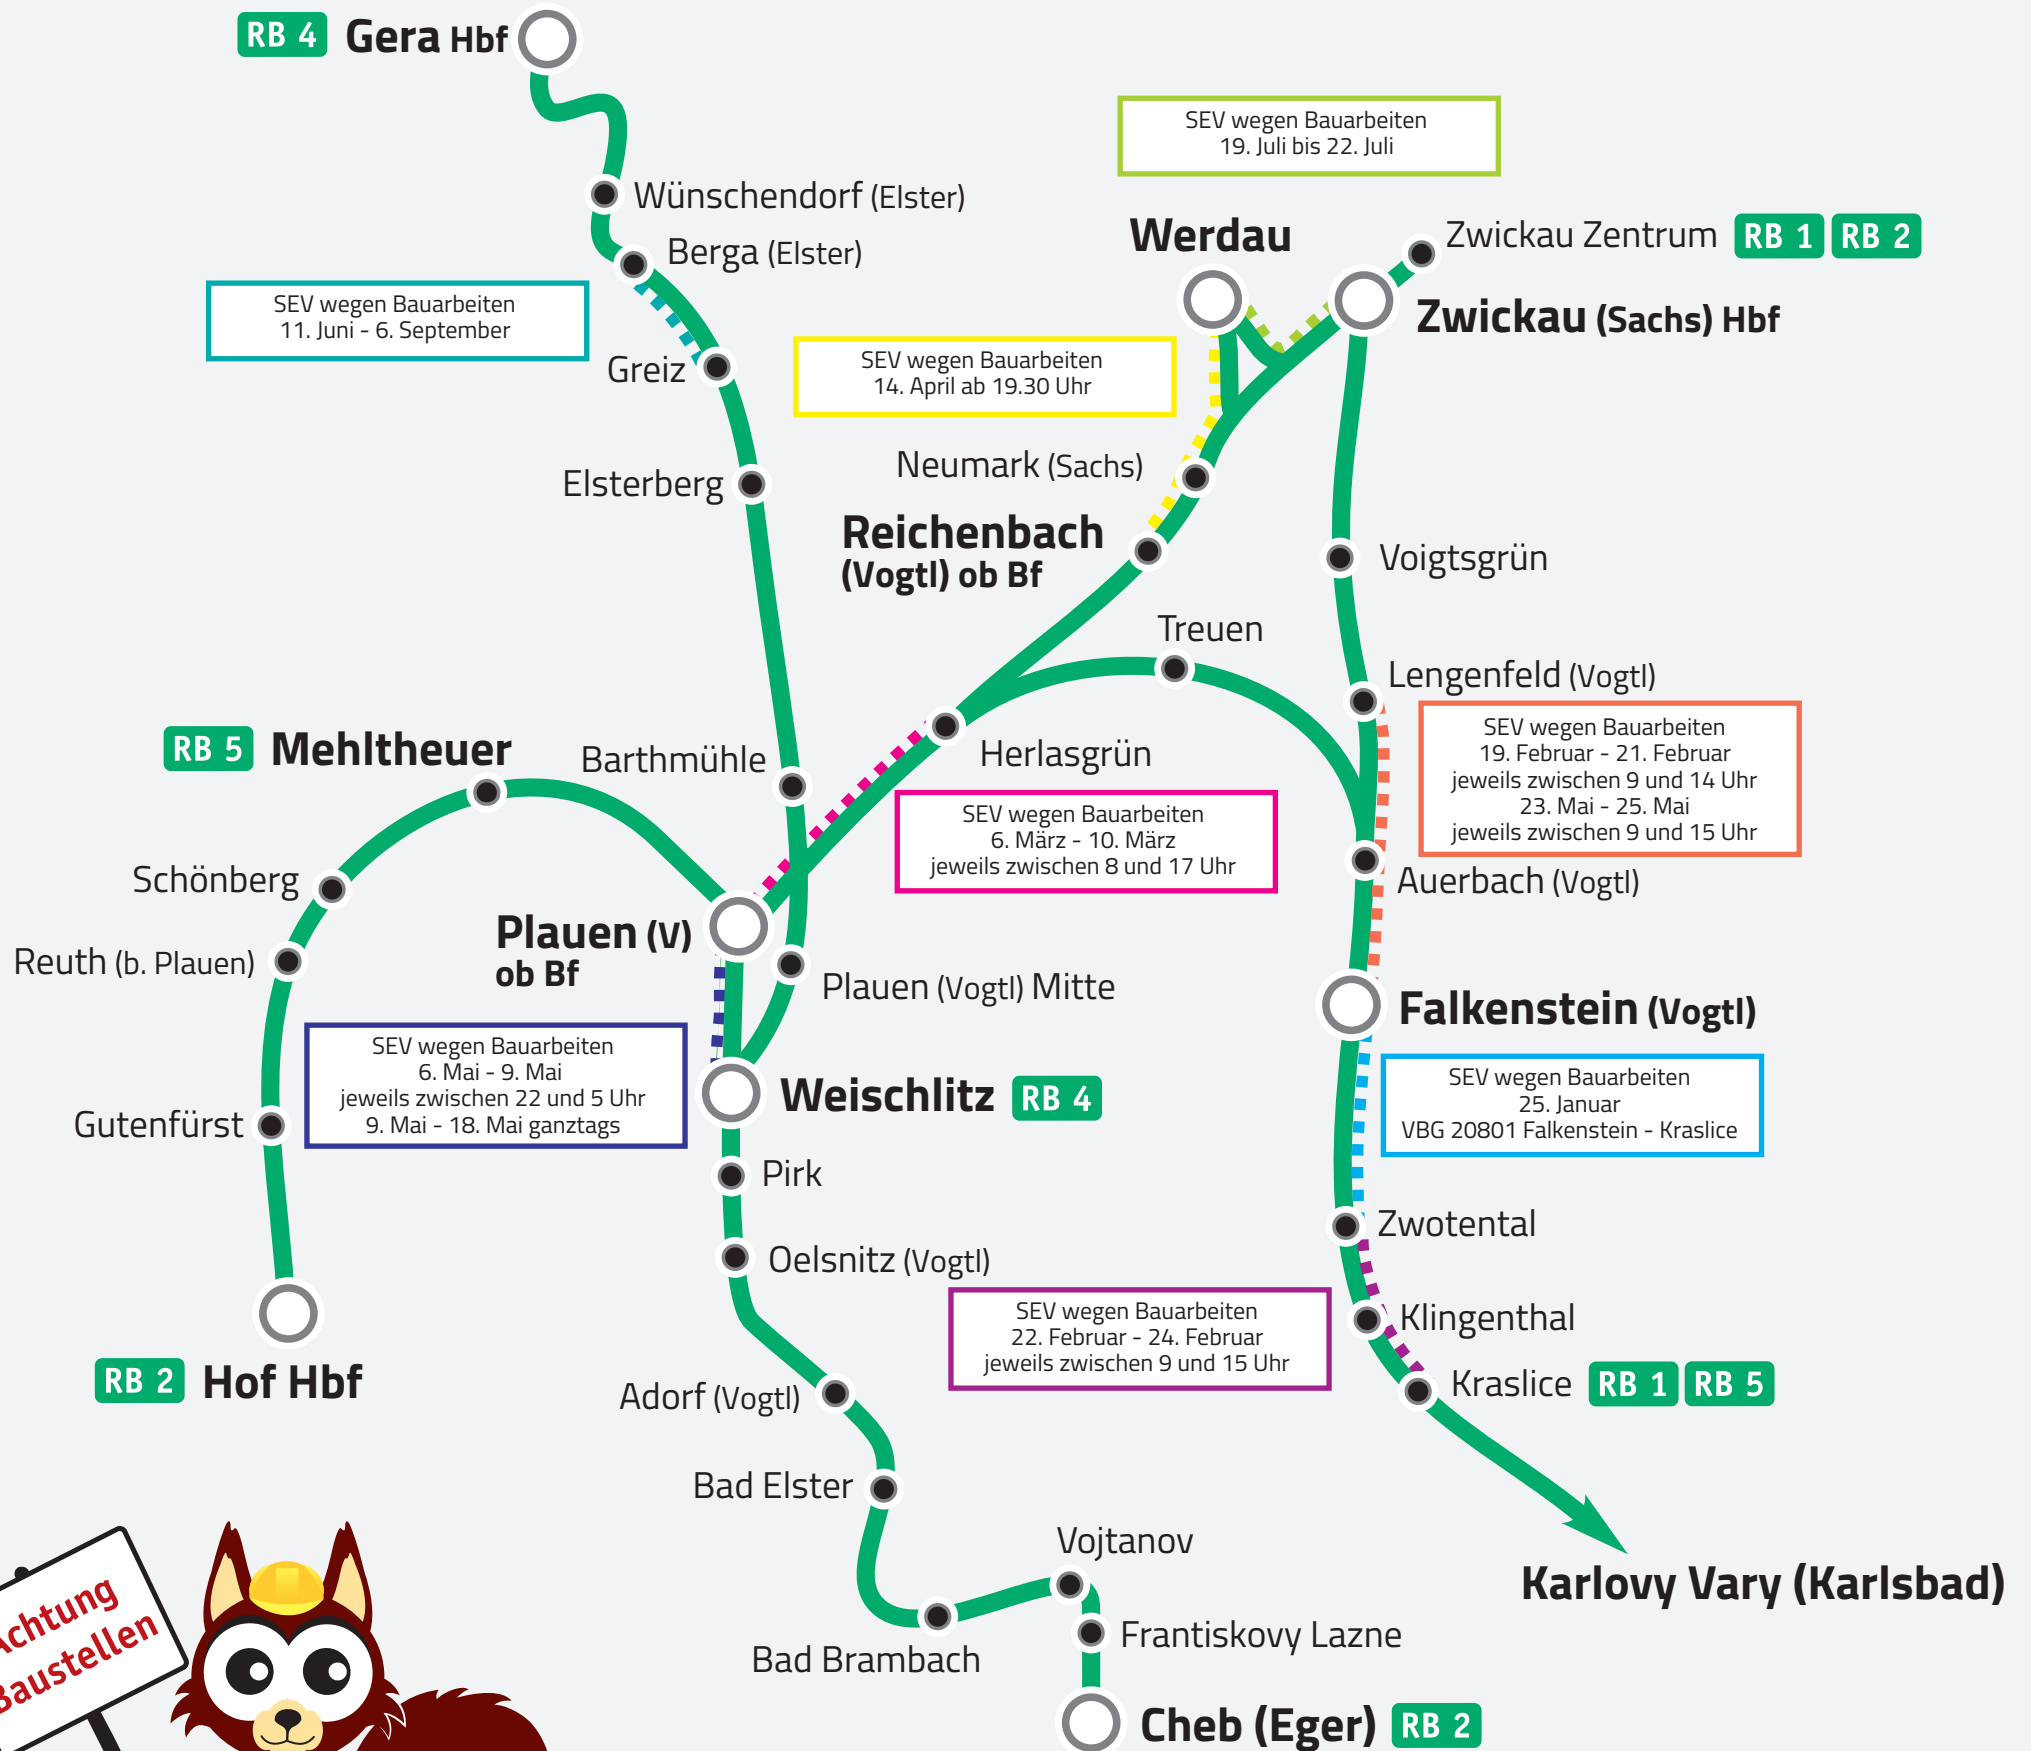 RB 4 Gera Hbf
SEV wegen Bauarbeiten
19. Juli bis 22. Juli
Wünschendorf (Elster)
Berga (Elster)
Werdau
Zwickau Zentrum RB 1 RB 2
Zwickau (Sachs) Hbf
SEV wegen Bauarbeiten
11. Juni - 6. September
Greiz
SEV wegen Bauarbeiten
14. April ab 19.30 Uhr
Elsterberg
Neumark (Sachs)
Reichenbach
(Vogtl) ob Bf
Voigtsgrün
Treuen
Lengenfeld (Vogtl)
SEV wegen Bauarbeiten
19. Februar - 21. Februar
jeweils zwischen 9 und 14 Uhr
23. Mai - 25. Mai
jeweils zwischen 9 und 15 Uhr
RB 5 Mehltheuer
Barthmühle
Herlasgrün
SEV wegen Bauarbeiten
6. März - 10. März
jeweils zwischen 8 und 17 Uhr
Schönberg
Auerbach (Vogtl)
Plauen (V)
ob Bf
Reuth (b. Plauen)
Plauen (Vogtl) Mitte
Falkenstein (Vogtl)
SEV wegen Bauarbeiten
6. Mai - 9. Mai
jeweils zwischen 22 und 5 Uhr
9. Mai - 18. Mai ganztags
Weischlitz RB 4
SEV wegen Bauarbeiten
25. Januar
VBG 20801 Falkenstein - Kraslice
Gutenfürst
Pirk
Zwotental
Oelsnitz (Vogtl)
SEV wegen Bauarbeiten
22. Februar - 24. Februar
jeweils zwischen 9 und 15 Uhr
Klingenthal
RB 2 Hof Hbf
Adorf (Vogtl)
Kraslice RB 1 RB 5
Bad Elster
Vojtanov
Karlovy Vary (Karlsbad)
Frantiskovy Lazne
Bad Brambach
Cheb (Eger) RB 2
Achtung
Baustellen